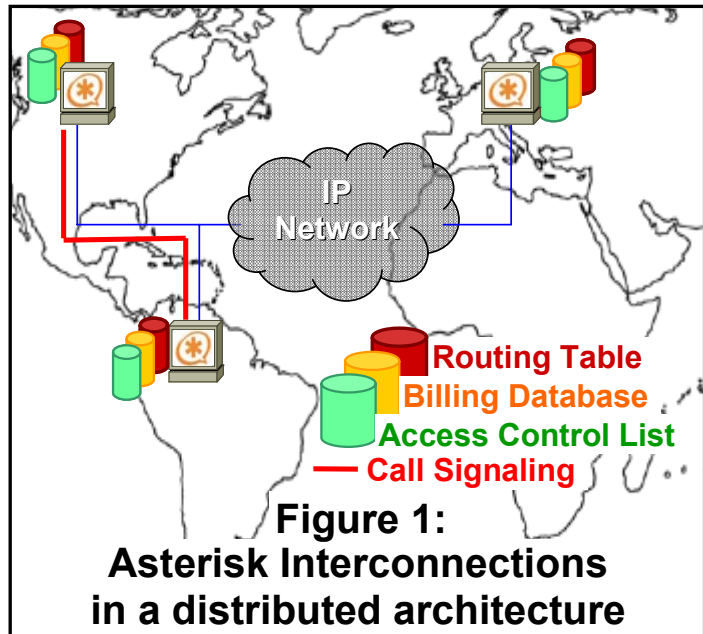 IP
Network
Routing Table
Billing Database
Access Control List
Call Signaling
Figure 1:
Asterisk Interconnections
in a distributed architecture